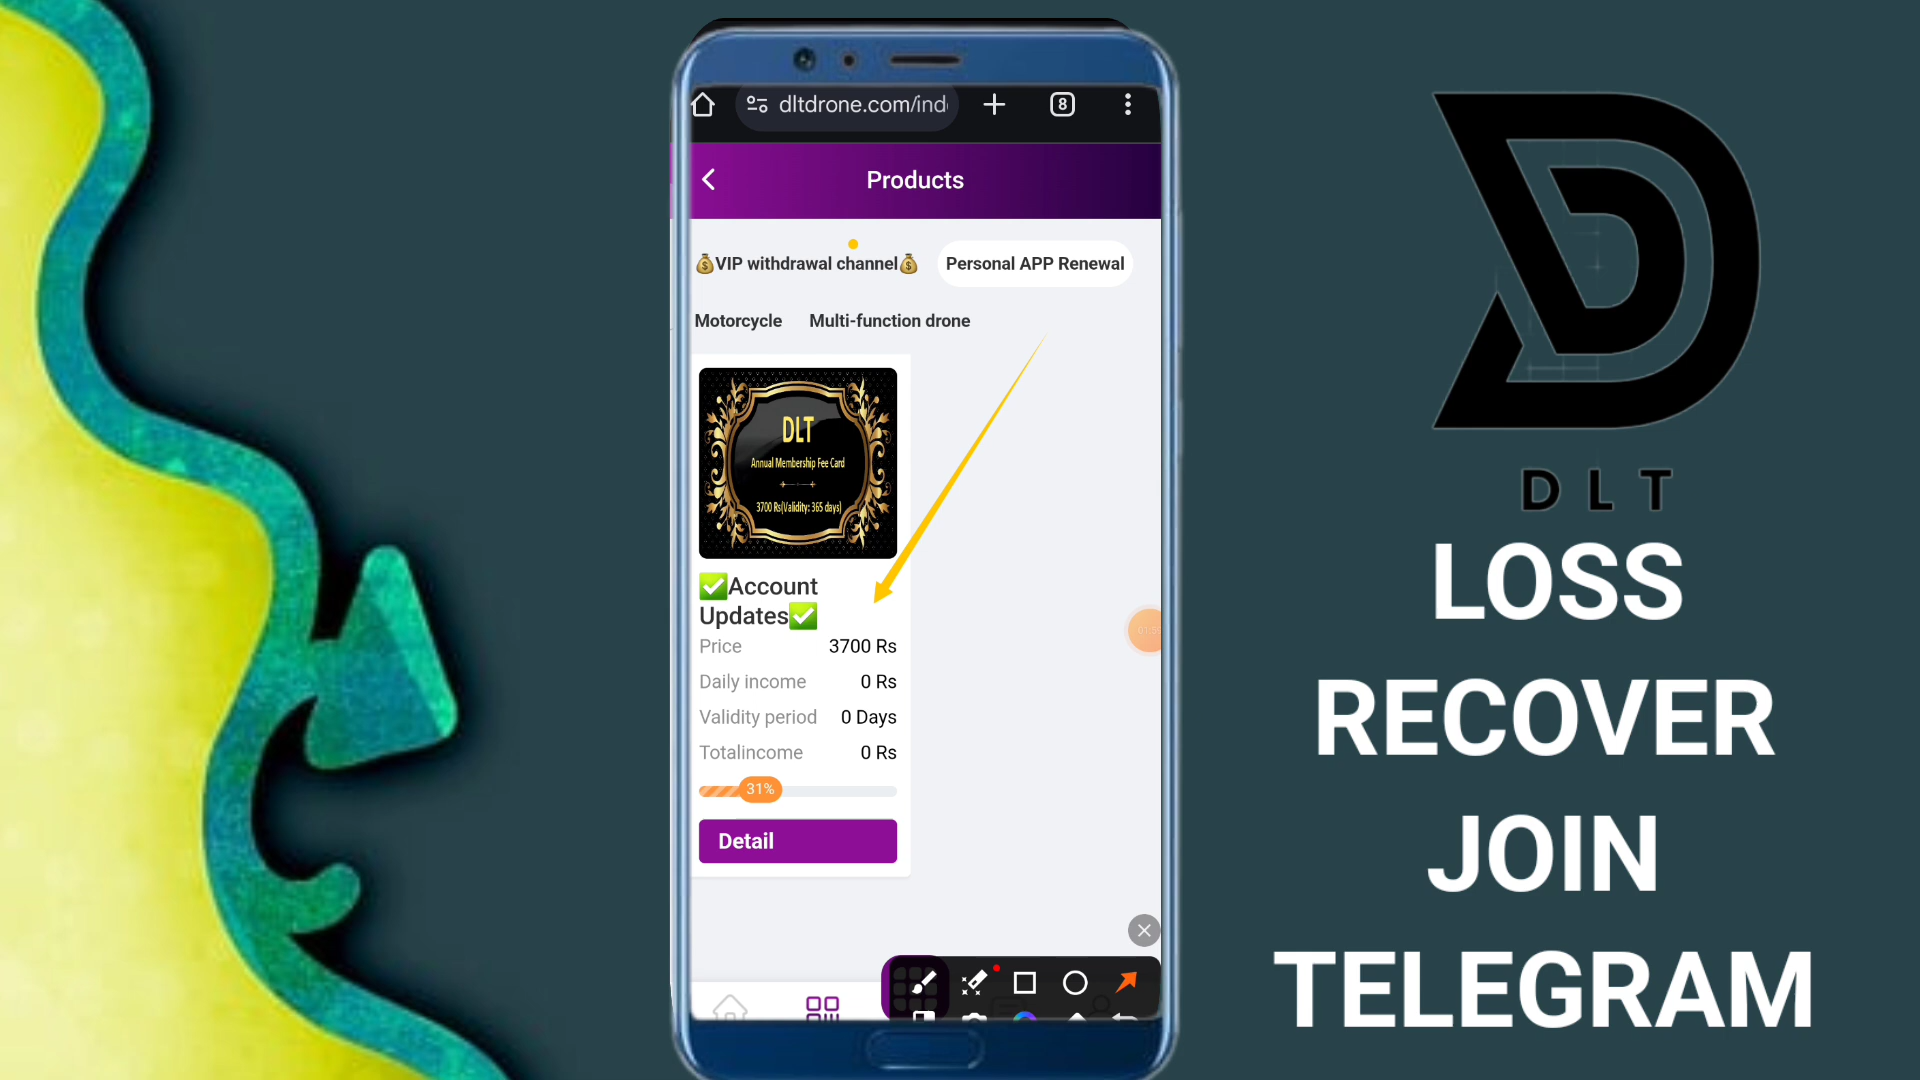 8
dltdrone.com/ind
Products
💰VIP withdrawal channel💰
Personal APP Renewal
Motorcycle
Multi-function drone
DLT
Annual Membership Fee Card
3700 Rs(Validity: 365 days)
✅Account
Updates✅
Price 3700 Rs
Daily income 0 Rs
Validity period 0 Days
Totalincome 0 Rs
31%
Detail
DLT
LOSS
RECOVER
JOIN
TELEGRAM